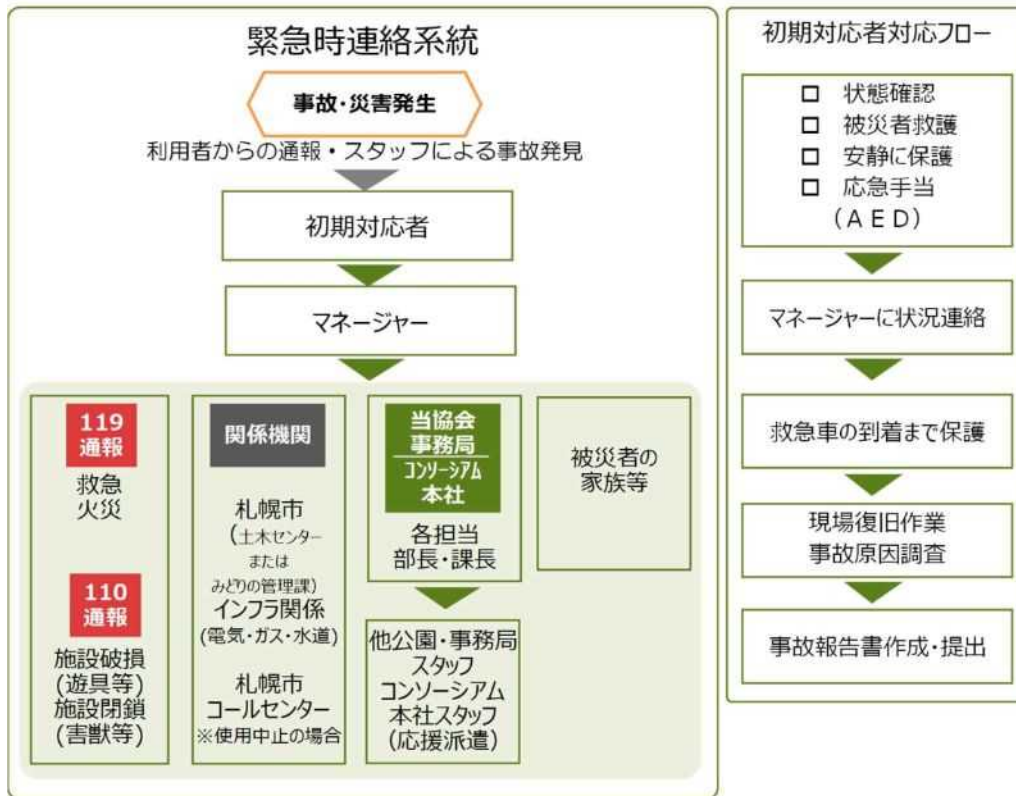 緊急時連絡系統
事故・災害発生
利用者からの通報・スタッフによる事故発見
初期対応者
マネージャー
119
通報
救急
火災
110
通報
施設破損
(遊具等)
施設閉鎖
(害獣等)
関係機関
札幌市
(土木センター
または
みどりの管理課)
インフラ関係
(電気・ガス・水道)
札幌市
コールセンター
※使用中止の場合
当協会
事務局
コンソーシアム
本社
各担当
部長・課長
他公園・事務局
スタッフ
コンソーシアム
本社スタッフ
(応援派遣)
被災者の
家族等
初期対応者対応フロー
□ 状態確認
□ 被災者救護
□ 安静に保護
□ 応急手当
(ＡＥＤ)
マネージャーに状況連絡
救急車の到着まで保護
現場復旧作業
事故原因調査
事故報告書作成・提出